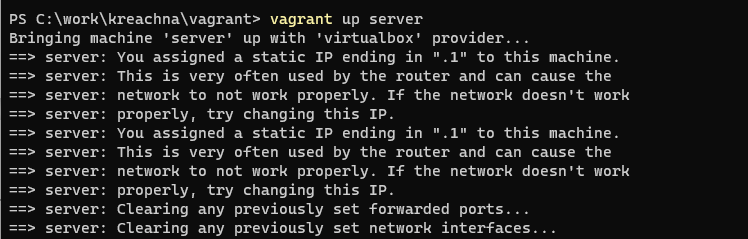 PS C:\work\kreachna\vagrant> vagrant up server
Bringing machine 'server' up with 'virtualbox' provider...
==> server: You assigned a static IP ending in ".1" to this machine.
==> server: This is very often used by the router and can cause the
==> server: network to not work properly. If the network doesn't work
==> server: properly, try changing this IP.
==> server: You assigned a static IP ending in ".1" to this machine.
==> server: This is very often used by the router and can cause the
==> server: network to not work properly. If the network doesn't work
==> server: properly, try changing this IP.
==> server: Clearing any previously set forwarded ports...
==> server: Clearing any previously set network interfaces...